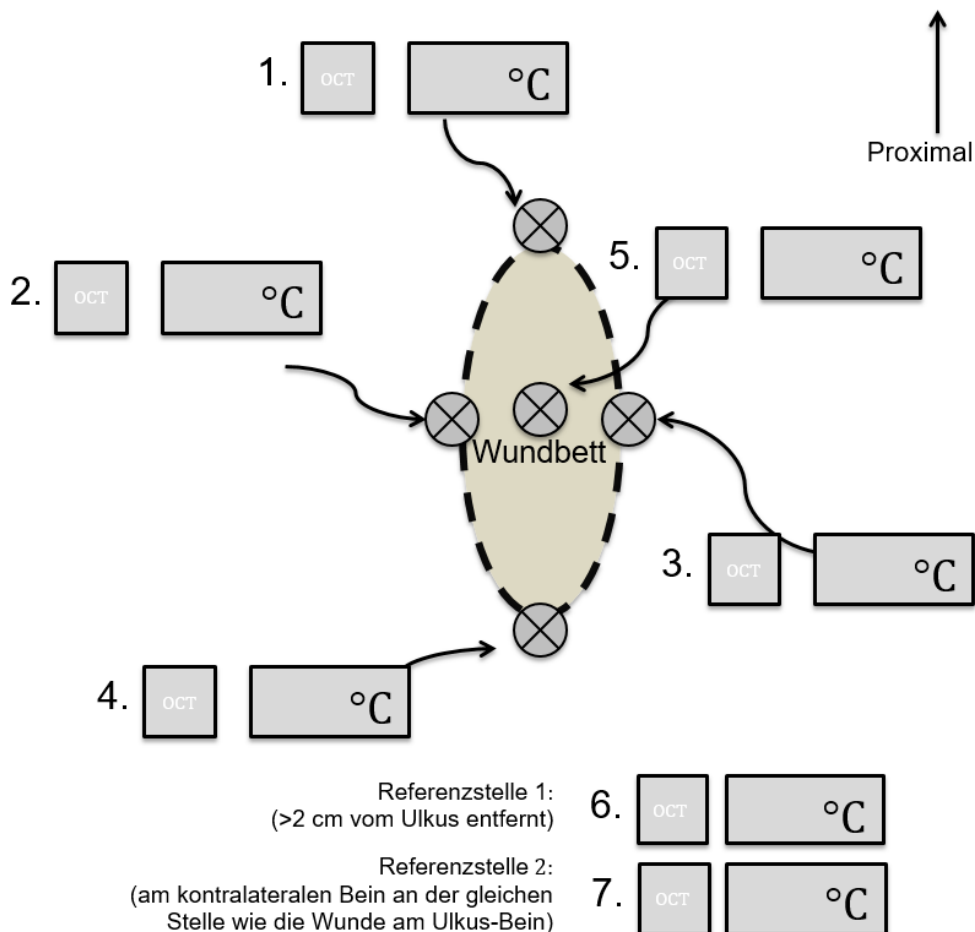 1. OCT °C
Proximal
5. OCT °C
2. OCT °C
Wundbett
3. OCT °C
4. OCT °C
Referenzstelle 1:
(>2 cm vom Ulkus entfernt)
6. OCT °C
Referenzstelle 2:
(am kontralateralen Bein an der gleichen
Stelle wie die Wunde am Ulkus-Bein)
7. OCT °C